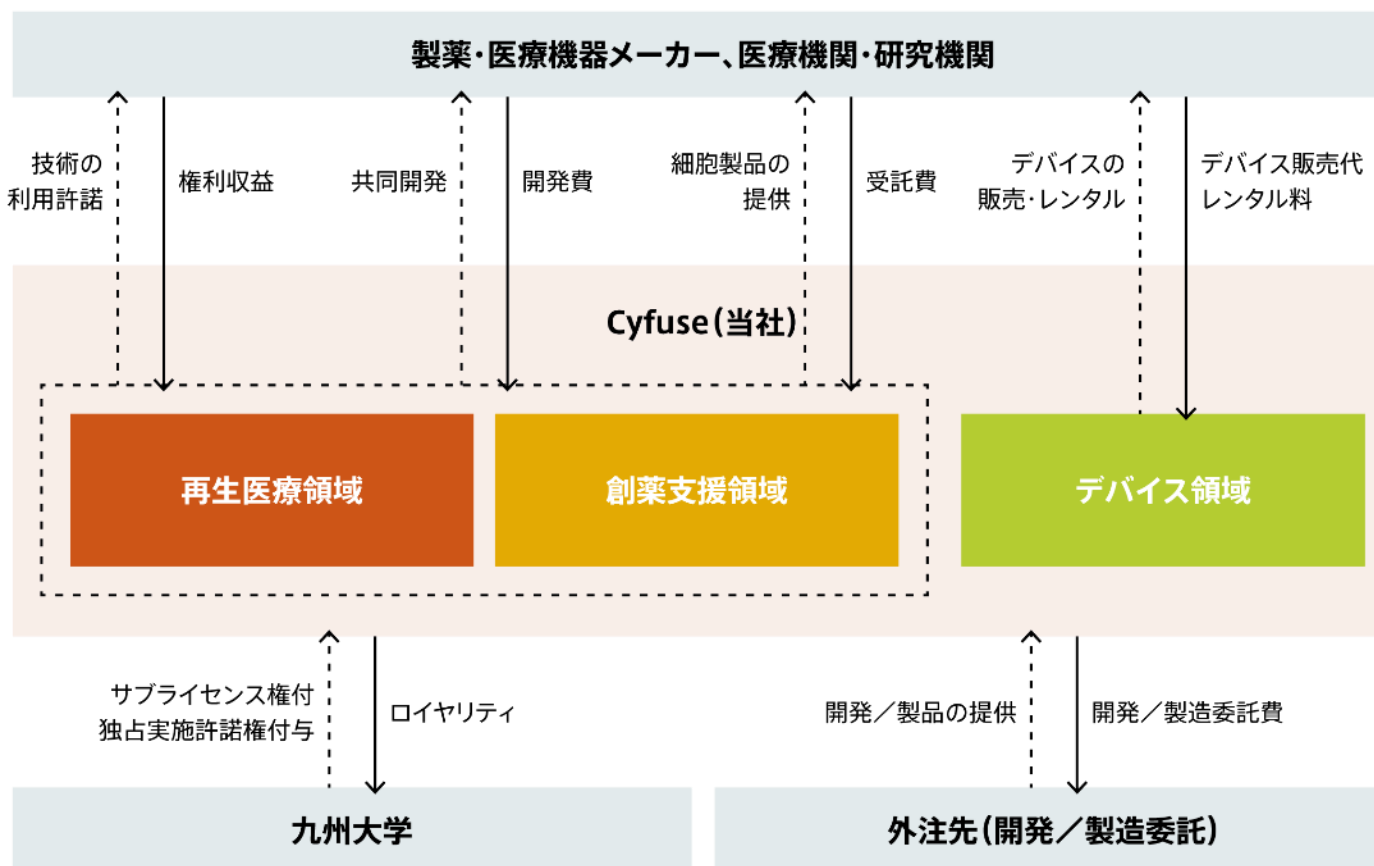 製薬・医療機器メーカー、医療機関・研究機関
技術の
利用許諾
権利収益
共同開発
開発費
細胞製品の
提供
受託費
デバイスの
販売・レンタル
デバイス販売代
レンタル料
Cyfuse(当社)
再生医療領域
創薬支援領域
デバイス領域
サブライセンス権付
独占実施許諾権付与
ロイヤリティ
開発／製品の提供
開発／製造委託費
九州大学
外注先(開発／製造委託)